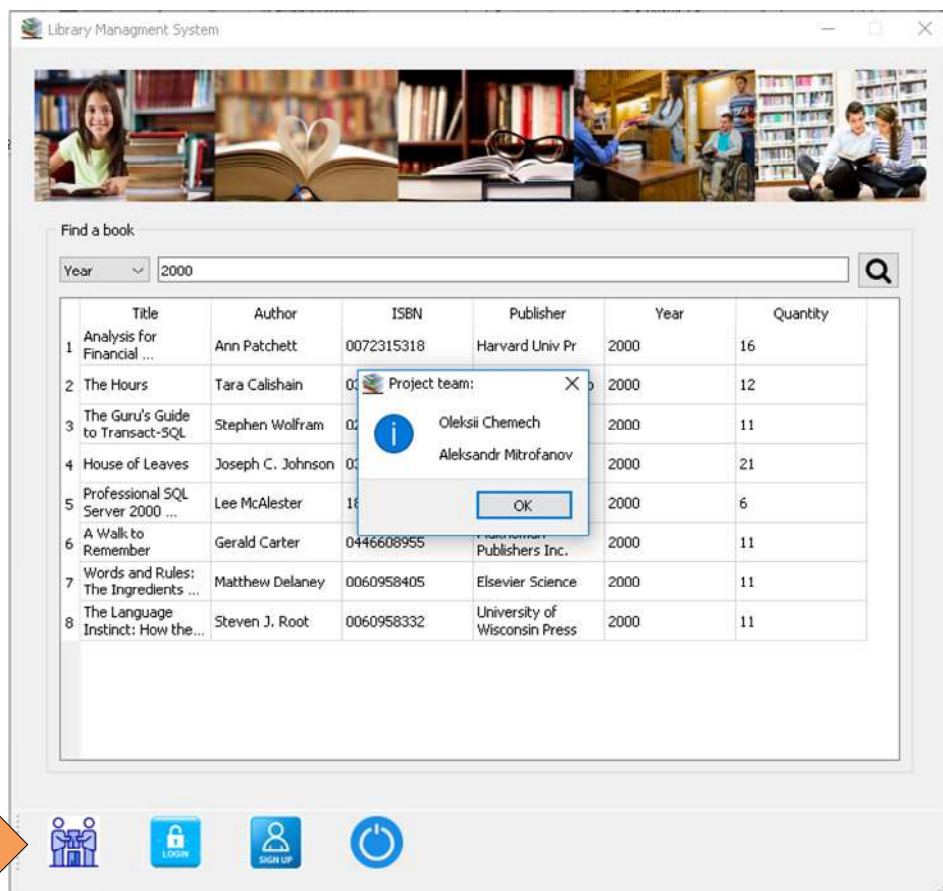 Library Managment System
Find a book
Year 2000
Title Author ISBN Publisher Year Quantity
1 Analysis for Financial ... Ann Patchett 0072315318 Harvard Univ Pr 2000 16
2 The Hours Tara Calishain 2000 12
3 The Guru's Guide to Transact-SQL Stephen Wolfram 2000 11
4 House of Leaves Joseph C. Johnson 2000 21
5 Professional SQL Server 2000 ... Lee McAlester 2000 6
6 A Walk to Remember Gerald Carter 0446608955 Publishers Inc. 2000 11
7 Words and Rules: The Ingredients ... Matthew Delaney 0060958405 Elsevier Science 2000 11
8 The Language Instinct: How the... Steven J. Root 0060958332 University of Wisconsin Press 2000 11
Project team:
Oleksii Chemech
Aleksandr Mitrofanov
OK
LOGIN
SIGN UP